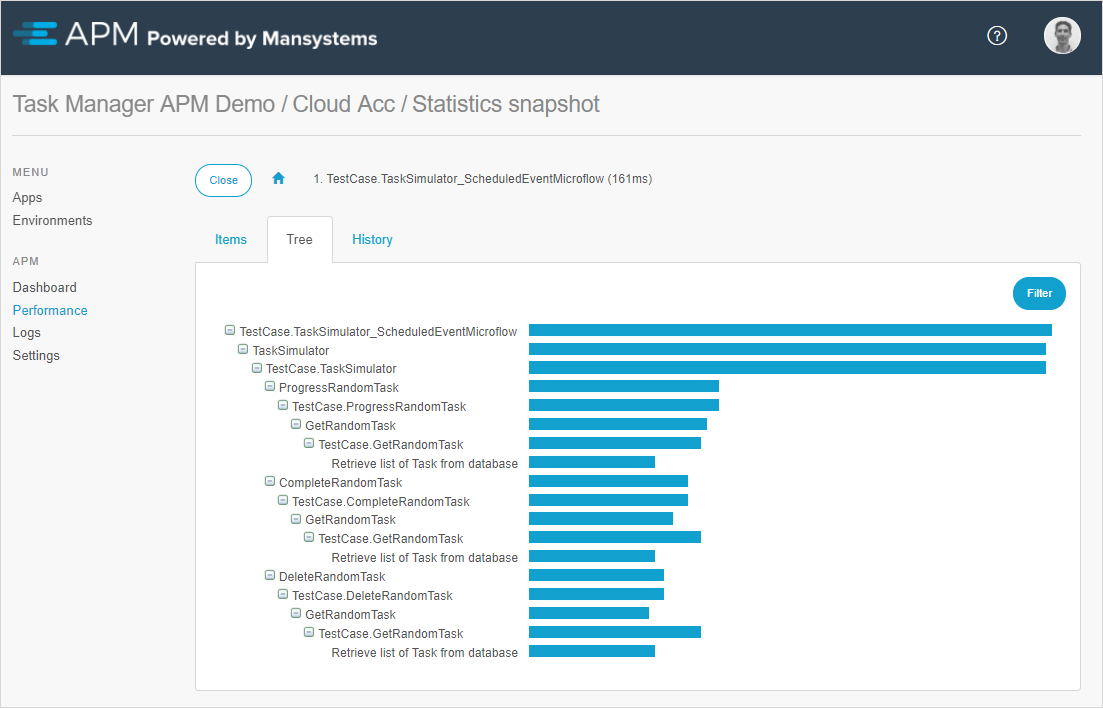 APM Powered by Mansystems
Task Manager APM Demo / Cloud Acc / Statistics snapshot
MENU
Apps
Environments
APM
Dashboard
Performance
Logs
Settings
Close
1. TestCase.TaskSimulator_ScheduledEventMicroflow (161ms)
Items
Tree
History
Filter
TestCase.TaskSimulator_ScheduledEventMicroflow
TaskSimulator
TestCase.TaskSimulator
ProgressRandomTask
TestCase.ProgressRandomTask
GetRandomTask
TestCase.GetRandomTask
Retrieve list of Task from database
CompleteRandomTask
TestCase.CompleteRandomTask
GetRandomTask
TestCase.GetRandomTask
Retrieve list of Task from database
DeleteRandomTask
TestCase.DeleteRandomTask
GetRandomTask
TestCase.GetRandomTask
Retrieve list of Task from database